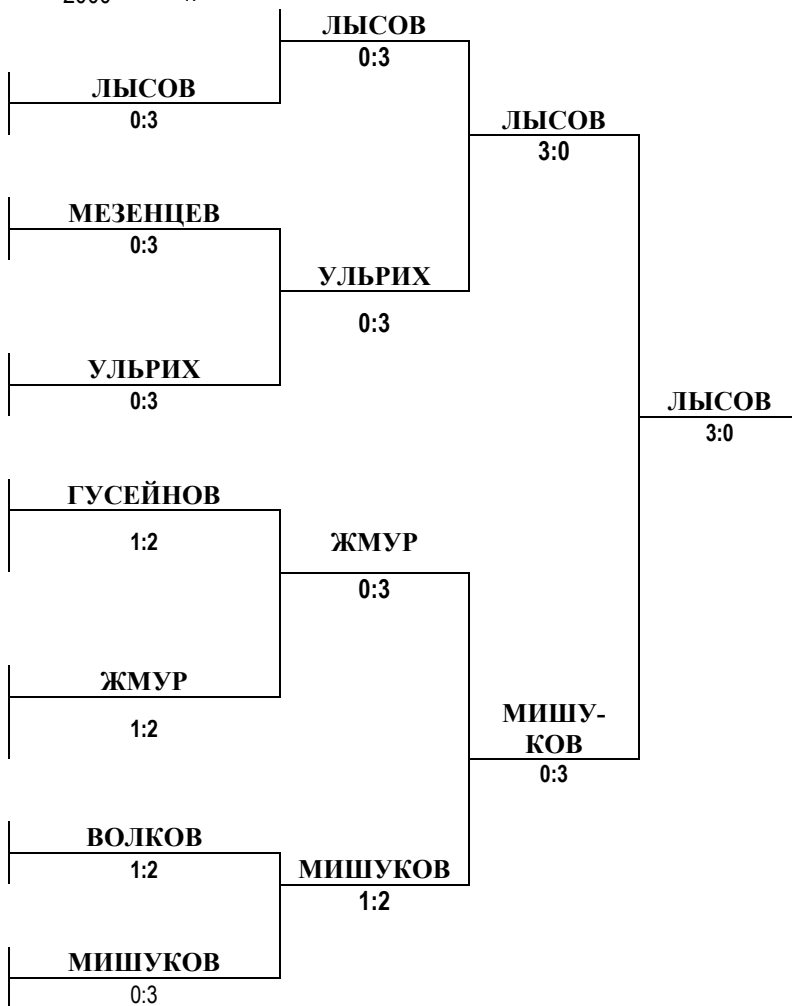 ЛЫСОВ
0:3
ЛЫСОВ
0:3
ЛЫСОВ
3:0
МЕЗЕНЦЕВ
0:3
УЛЬРИХ
0:3
УЛЬРИХ
0:3
ЛЫСОВ
3:0
ГУСЕЙНОВ
1:2
ЖМУР
0:3
ЖМУР
1:2
МИШУ-
КОВ
0:3
ВОЛКОВ
1:2
МИШУКОВ
1:2
МИШУКОВ
0:3